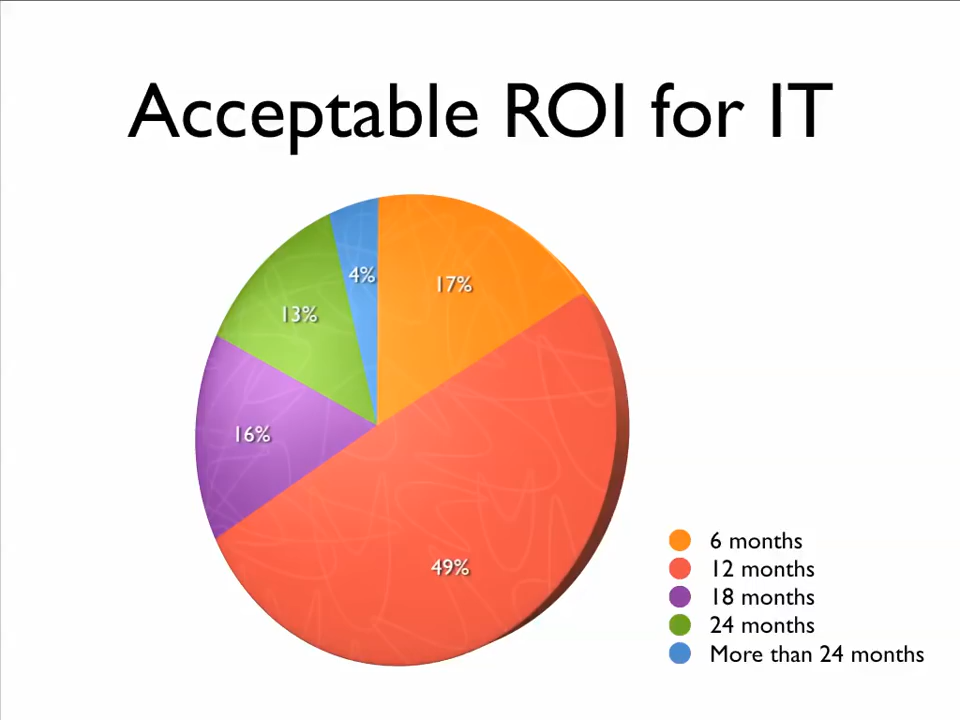 Acceptable ROI for IT
4%
17%
13%
16%
49%
6 months
12 months
18 months
24 months
More than 24 months